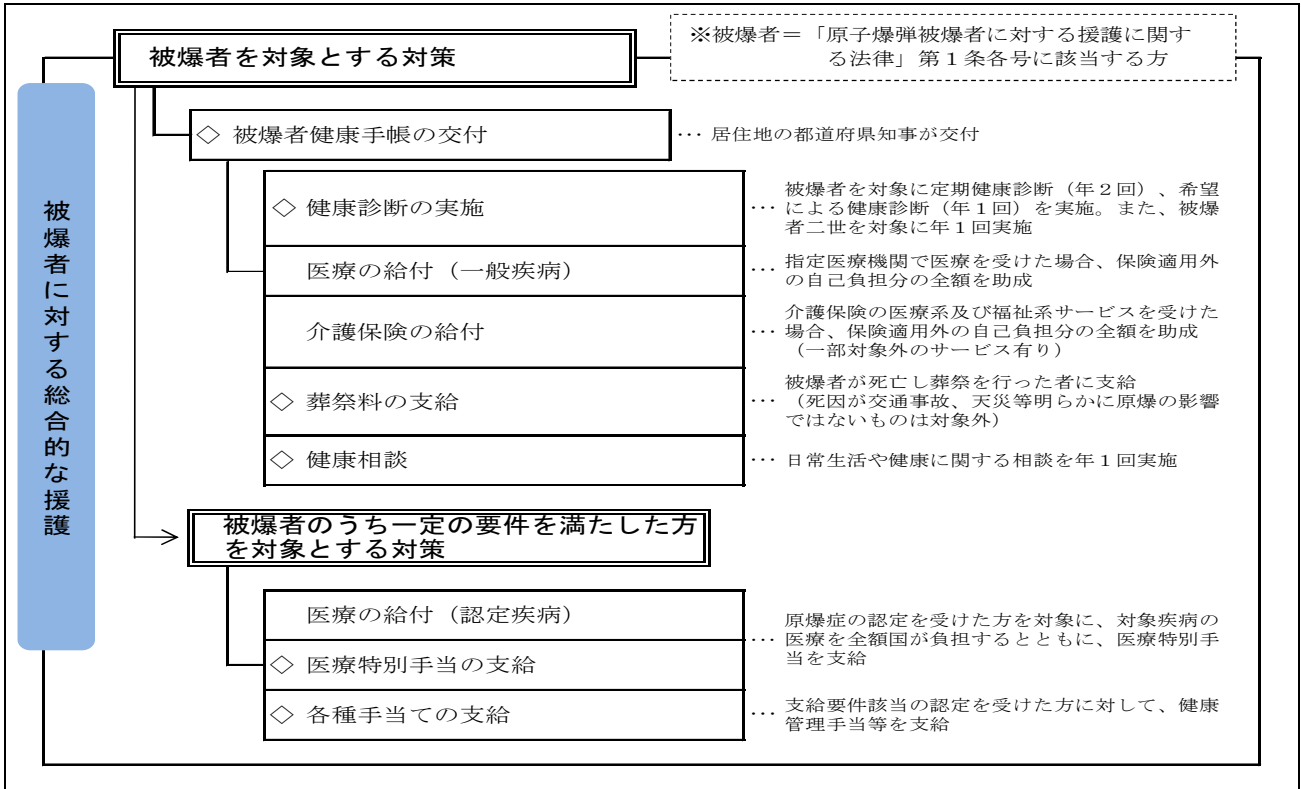 被爆者に対する総合的な援護
被爆者を対象とする対策
※被爆者＝「原子爆弾被爆者に対する援護に関す
る法律」第１条各号に該当する方
◇ 被爆者健康手帳の交付
… 居住地の都道府県知事が交付
◇ 健康診断の実施
被爆者を対象に定期健康診断（年２回）、希望
… による健康診断（年１回）を実施。また、被爆
者二世を対象に年１回実施
医療の給付（一般疾病）
… 指定医療機関で医療を受けた場合、保険適用外
の自己負担分の全額を助成
介護保険の給付
介護保険の医療系及び福祉系サービスを受けた
… 場合、保険適用外の自己負担分の全額を助成
（一部対象外のサービス有り）
◇ 葬祭料の支給
被爆者が死亡し葬祭を行った者に支給
… （死因が交通事故、天災等明らかに原爆の影響
ではないものは対象外）
◇ 健康相談
… 日常生活や健康に関する相談を年１回実施
被爆者のうち一定の要件を満たした方
を対象とする対策
医療の給付（認定疾病）
◇ 医療特別手当の支給
原爆症の認定を受けた方を対象に、対象疾病の
… 医療を全額国が負担するとともに、医療特別手
当を支給
◇ 各種手当ての支給
… 支給要件該当の認定を受けた方に対して、健康
管理手当等を支給